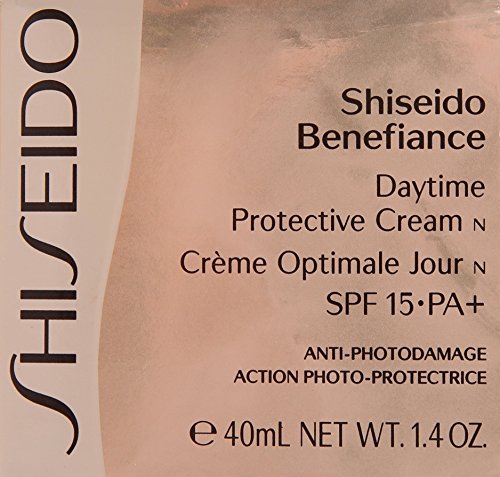 SHISEIDO
Shiseido
Benefiance
Daytime
Protective Cream N
Crème Optimale Jour N
SPF 15•PA+
ANTI-PHOTODAMAGE
ACTION PHOTO-PROTECTRICE
℮ 40mL NET WT. 1.4 OZ.